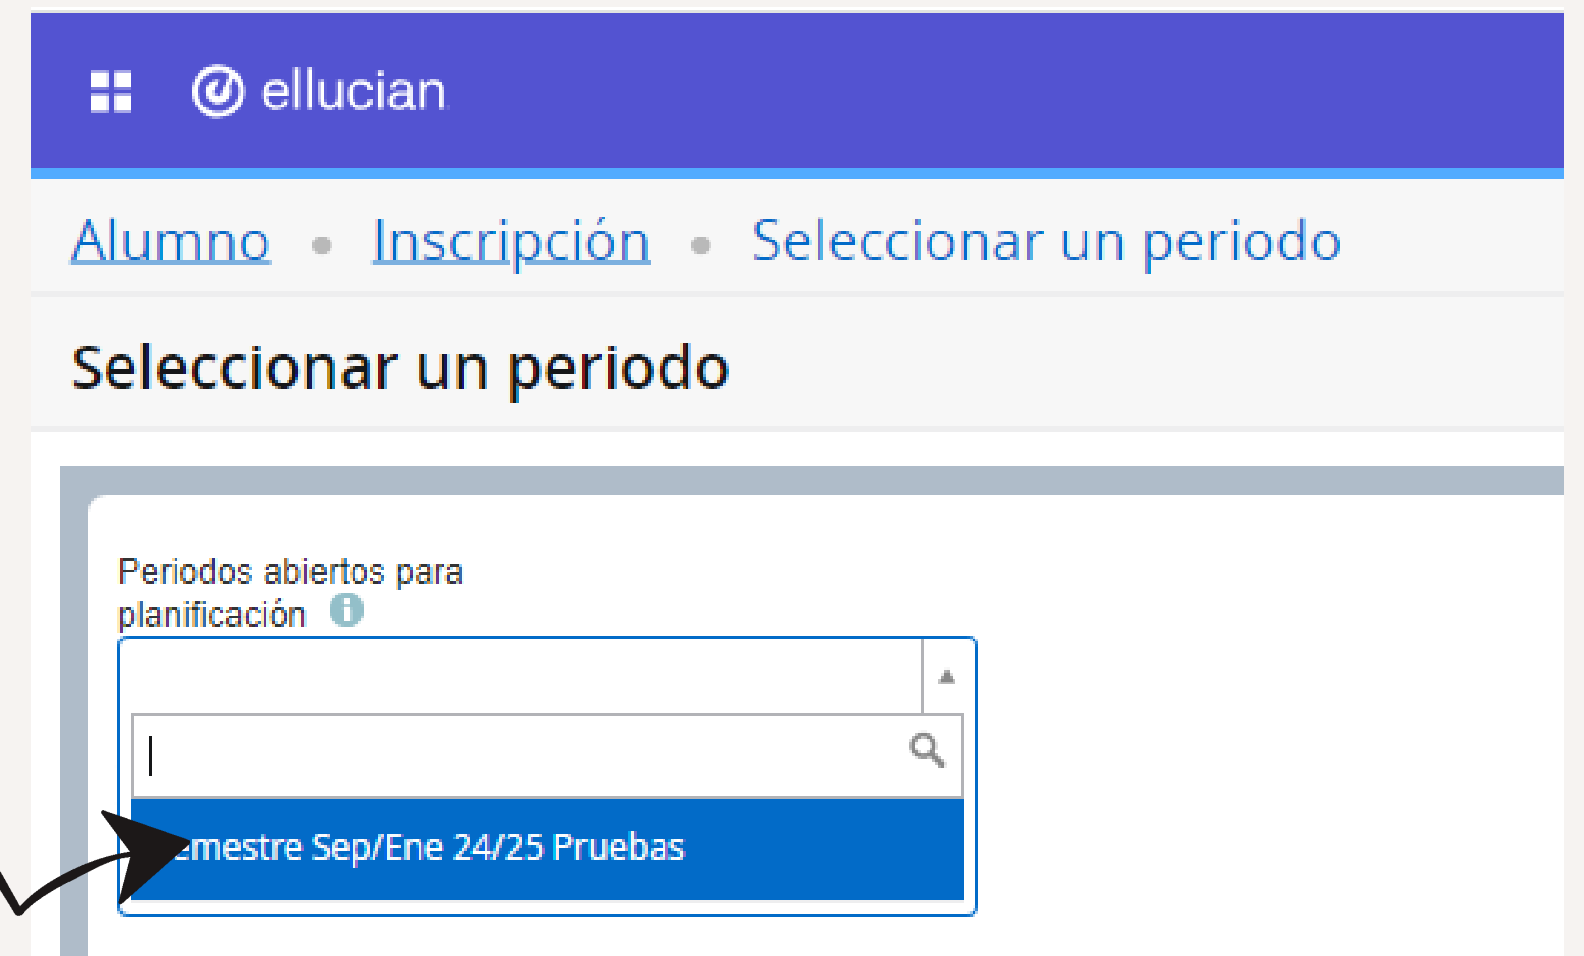 ellucian
Alumno • Inscripción • Seleccionar un periodo
Seleccionar un periodo
Periodos abiertos para
planificación
emestre Sep/Ene 24/25 Pruebas